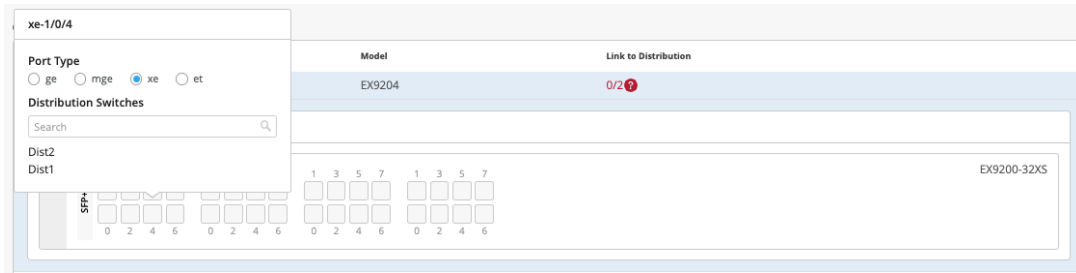 xe-1/0/4
Port Type
ge mge xe et
Distribution Switches
Search
Dist2
Dist1
Model Link to Distribution
EX9204 0/2 ?
EX9200-32XS
SFP+
1 3 5 7 1 3 5 7
0 2 4 6 0 2 4 6 0 2 4 6 0 2 4 6